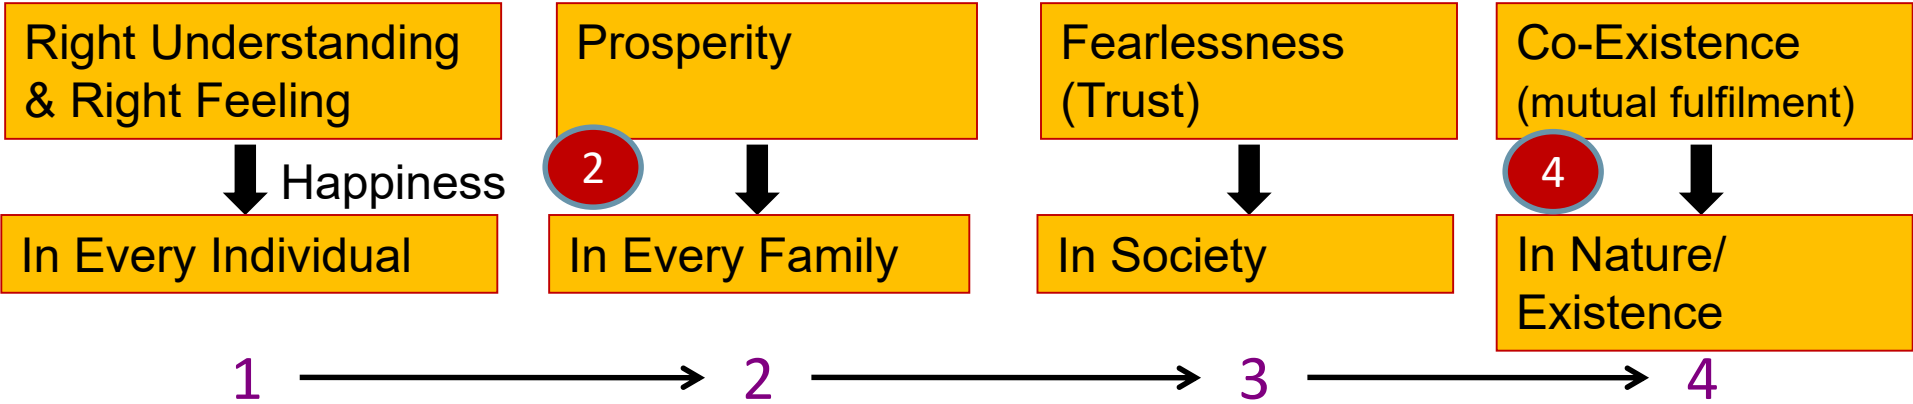 Right Understanding
& Right Feeling
Prosperity
Fearlessness
(Trust)
Co-Existence
(mutual fulfilment)
Happiness
2
4
In Every Individual
In Every Family
In Society
In Nature/
Existence
1
2
3
4